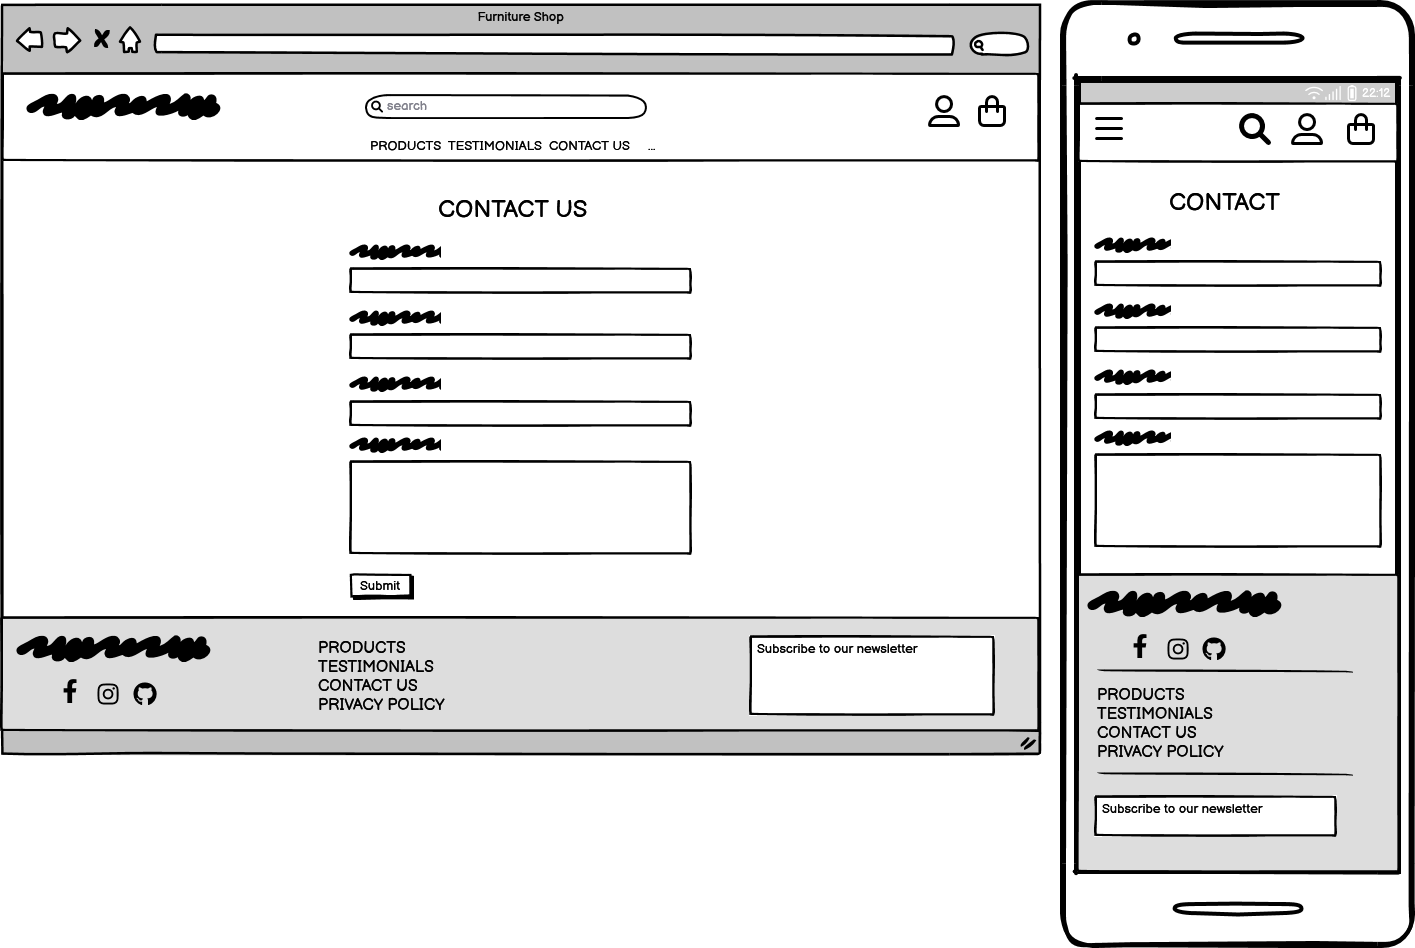 Furniture Shop
search
PRODUCTS TESTIMONIALS CONTACT US ...
CONTACT US
Submit
PRODUCTS
TESTIMONIALS
CONTACT US
PRIVACY POLICY
Subscribe to our newsletter
22:12
CONTACT
PRODUCTS
TESTIMONIALS
CONTACT US
PRIVACY POLICY
Subscribe to our newsletter